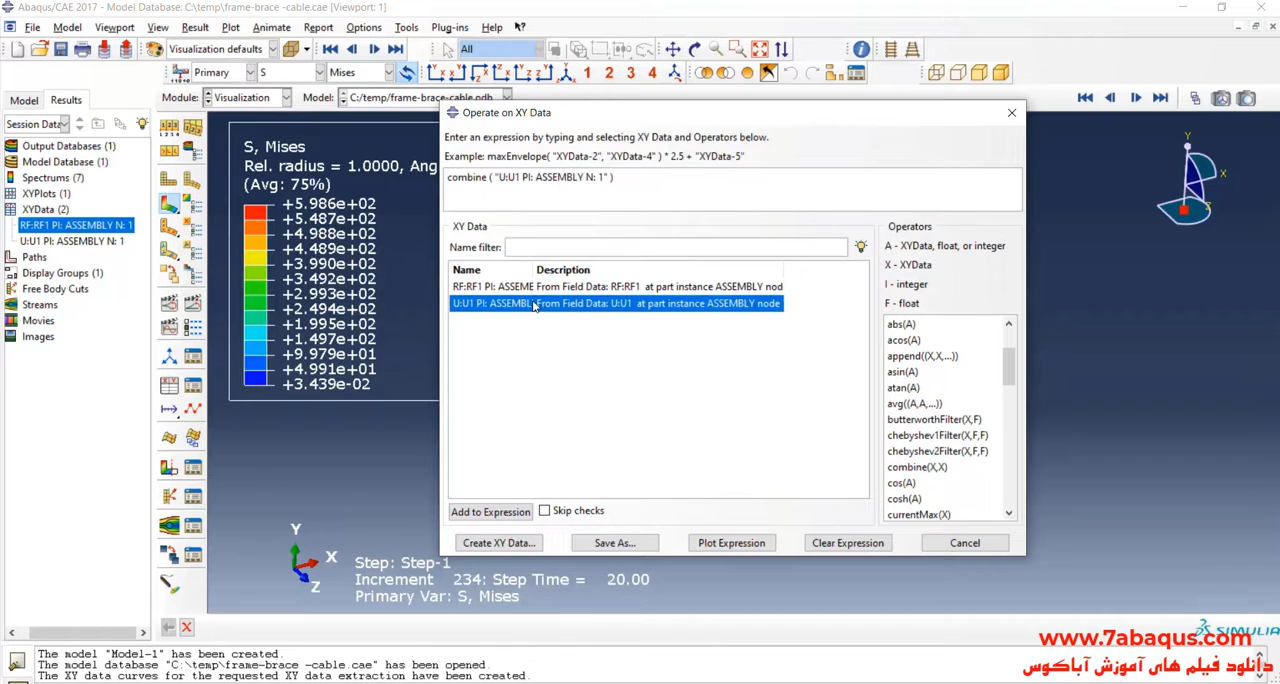 Abaqus/CAE 2017 - Model Database: C:\temp\frame-brace -cable.cae [Viewport: 1]
File Model Viewport View Result Plot Animate Report Options Tools Plug-ins Help
Visualization defaults All
Primary S Mises 1 2 3 4
Model Results Module: Visualization Model: C:/temp/frame-brace-cable.odb
Session Data
Output Databases (1)
Model Database (1)
Spectrums (7)
XYPlots (1)
XYData (2)
RF:RF1 PI: ASSEMBLY N: 1
U:U1 PI: ASSEMBLY N: 1
Paths
Display Groups (1)
Free Body Cuts
Streams
Movies
Images
S, Mises
Rel. radius = 1.0000, Ang
(Avg: 75%)
+5.986e+02
+5.487e+02
+4.988e+02
+4.489e+02
+3.990e+02
+3.492e+02
+2.993e+02
+2.494e+02
+1.995e+02
+1.497e+02
+9.979e+01
+4.991e+01
+3.439e-02
Operate on XY Data
Enter an expression by typing and selecting XY Data and Operators below.
Example: maxEnvelope( "XYData-2", "XYData-4" ) * 2.5 + "XYData-5"
combine ( "U:U1 PI: ASSEMBLY N: 1" )
XY Data
Name filter:
Name Description
RF:RF1 PI: ASSEME From Field Data: RF:RF1 at part instance ASSEMBLY nod
U:U1 PI: ASSEMBL From Field Data: U:U1 at part instance ASSEMBLY node
Add to Expression Skip checks
Operators
A - XYData, float, or integer
X - XYData
I - integer
F - float
abs(A)
acos(A)
append((X,X,...))
asin(A)
atan(A)
avg((A,A,...))
butterworthFilter(X,F)
chebyshev1Filter(X,F,F)
chebyshev2Filter(X,F,F)
combine(X,X)
cos(A)
cosh(A)
currentMax(X)
Create XY Data... Save As... Plot Expression Clear Expression Cancel
Y
X
Z
Y
X
Z
Step: Step-1
Increment 234: Step Time = 20.00
Primary Var: S, Mises
SIMULIA
The model "Model-1" has been created.
The model database "C:\temp\frame-brace -cable.cae" has been opened.
The XY data curves for the requested XY data extraction have been created.
www.7abaqus.com
دانلود فیلم های آموزش آباکوس